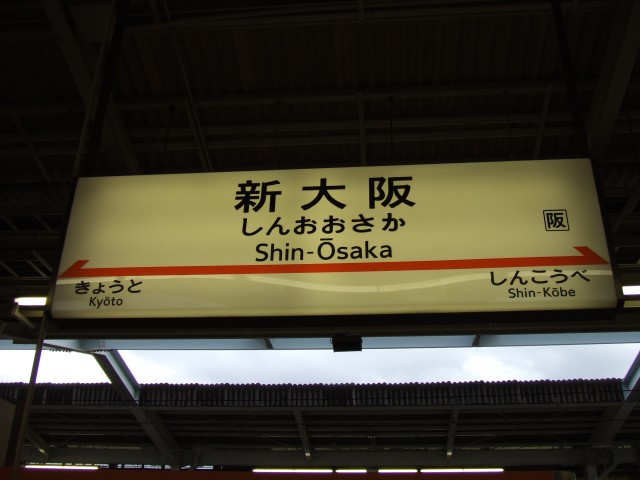 新大阪
しんおおさか
阪
Shin-Ōsaka
きょうと
しんこうべ
Kyōto
Shin-Kōbe